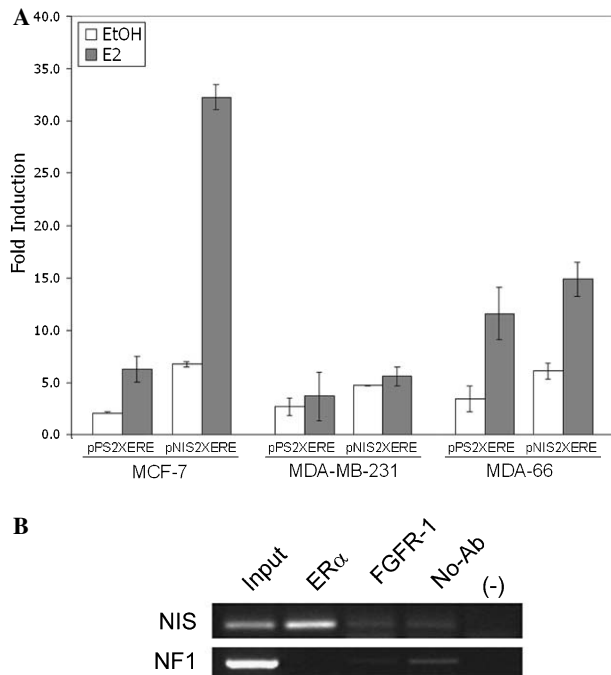 A
EtOH
E2
Fold Induction
40.0
35.0
30.0
25.0
20.0
15.0
10.0
5.0
0.0
pPS2XERE pNIS2XERE pPS2XERE pNIS2XERE pPS2XERE pNIS2XERE
MCF-7 MDA-MB-231 MDA-66
B
Input ERα FGFR-1 No-Ab (-)
NIS
NF1